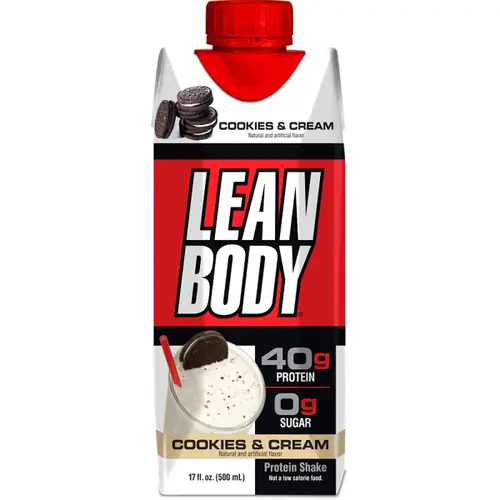 COOKIES & CREAM
Natural and artificial flavor
LEAN
BODY
40g
PROTEIN
0g
SUGAR
COOKIES & CREAM
Natural and artificial flavor
17 fl. oz. (500 mL)
Protein Shake
Not a low calorie food.